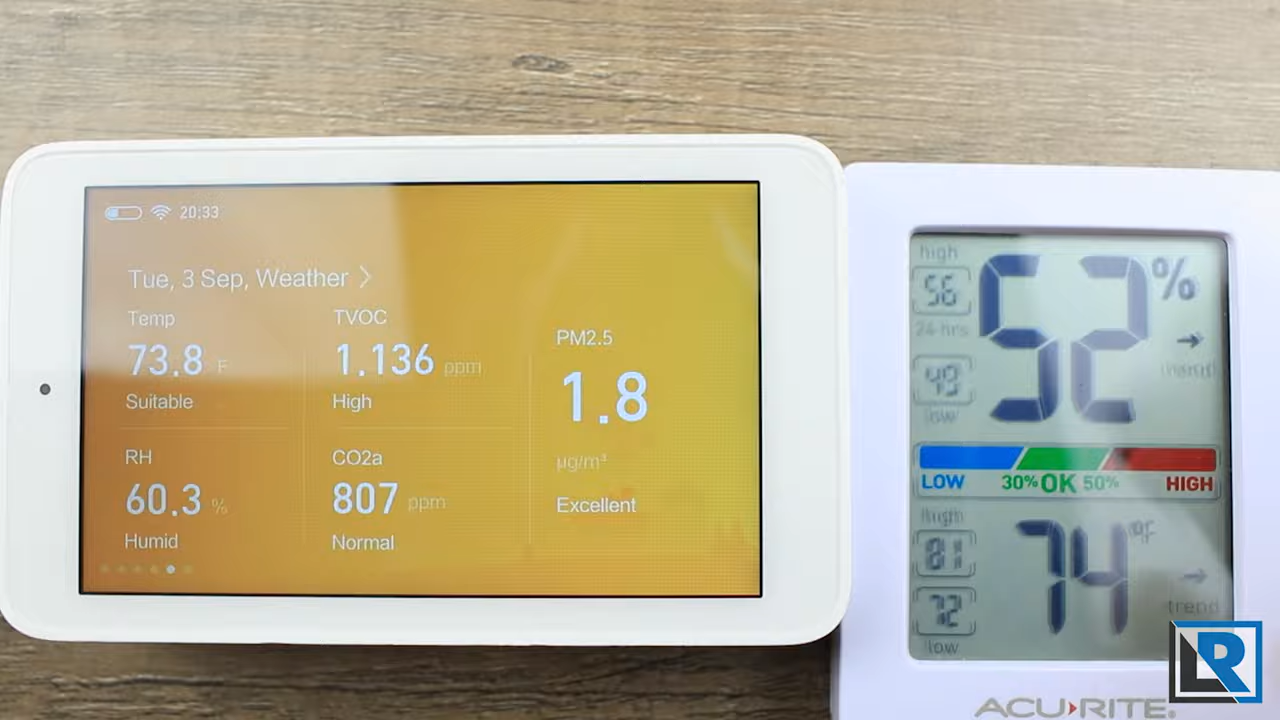 20:33
Tue, 3 Sep, Weather >
Temp
73.8 F
Suitable
TVOC
1.136 ppm
High
RH
60.3 %
Humid
CO2a
807 ppm
Normal
PM2.5
1.8
µg/m³
Excellent
high
56
24-hrs
49
low
52 %
trend
LOW 30% OK 50% HIGH
high
81
72
low
74 °F
trend
ACU RITE
LR